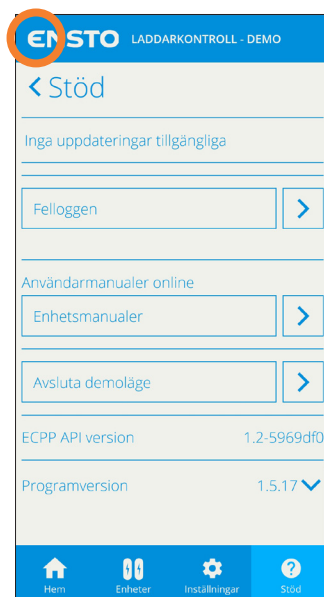 ENSTO LADDARKONTROLL - DEMO
Stöd
Inga uppdateringar tillgängliga
Felloggen
Användarmanualer online
Enhetsmanualer
Avsluta demoläge
ECPP API version 1.2-5969df0
Programversion 1.5.17
Hem Enheter Inställningar Stöd